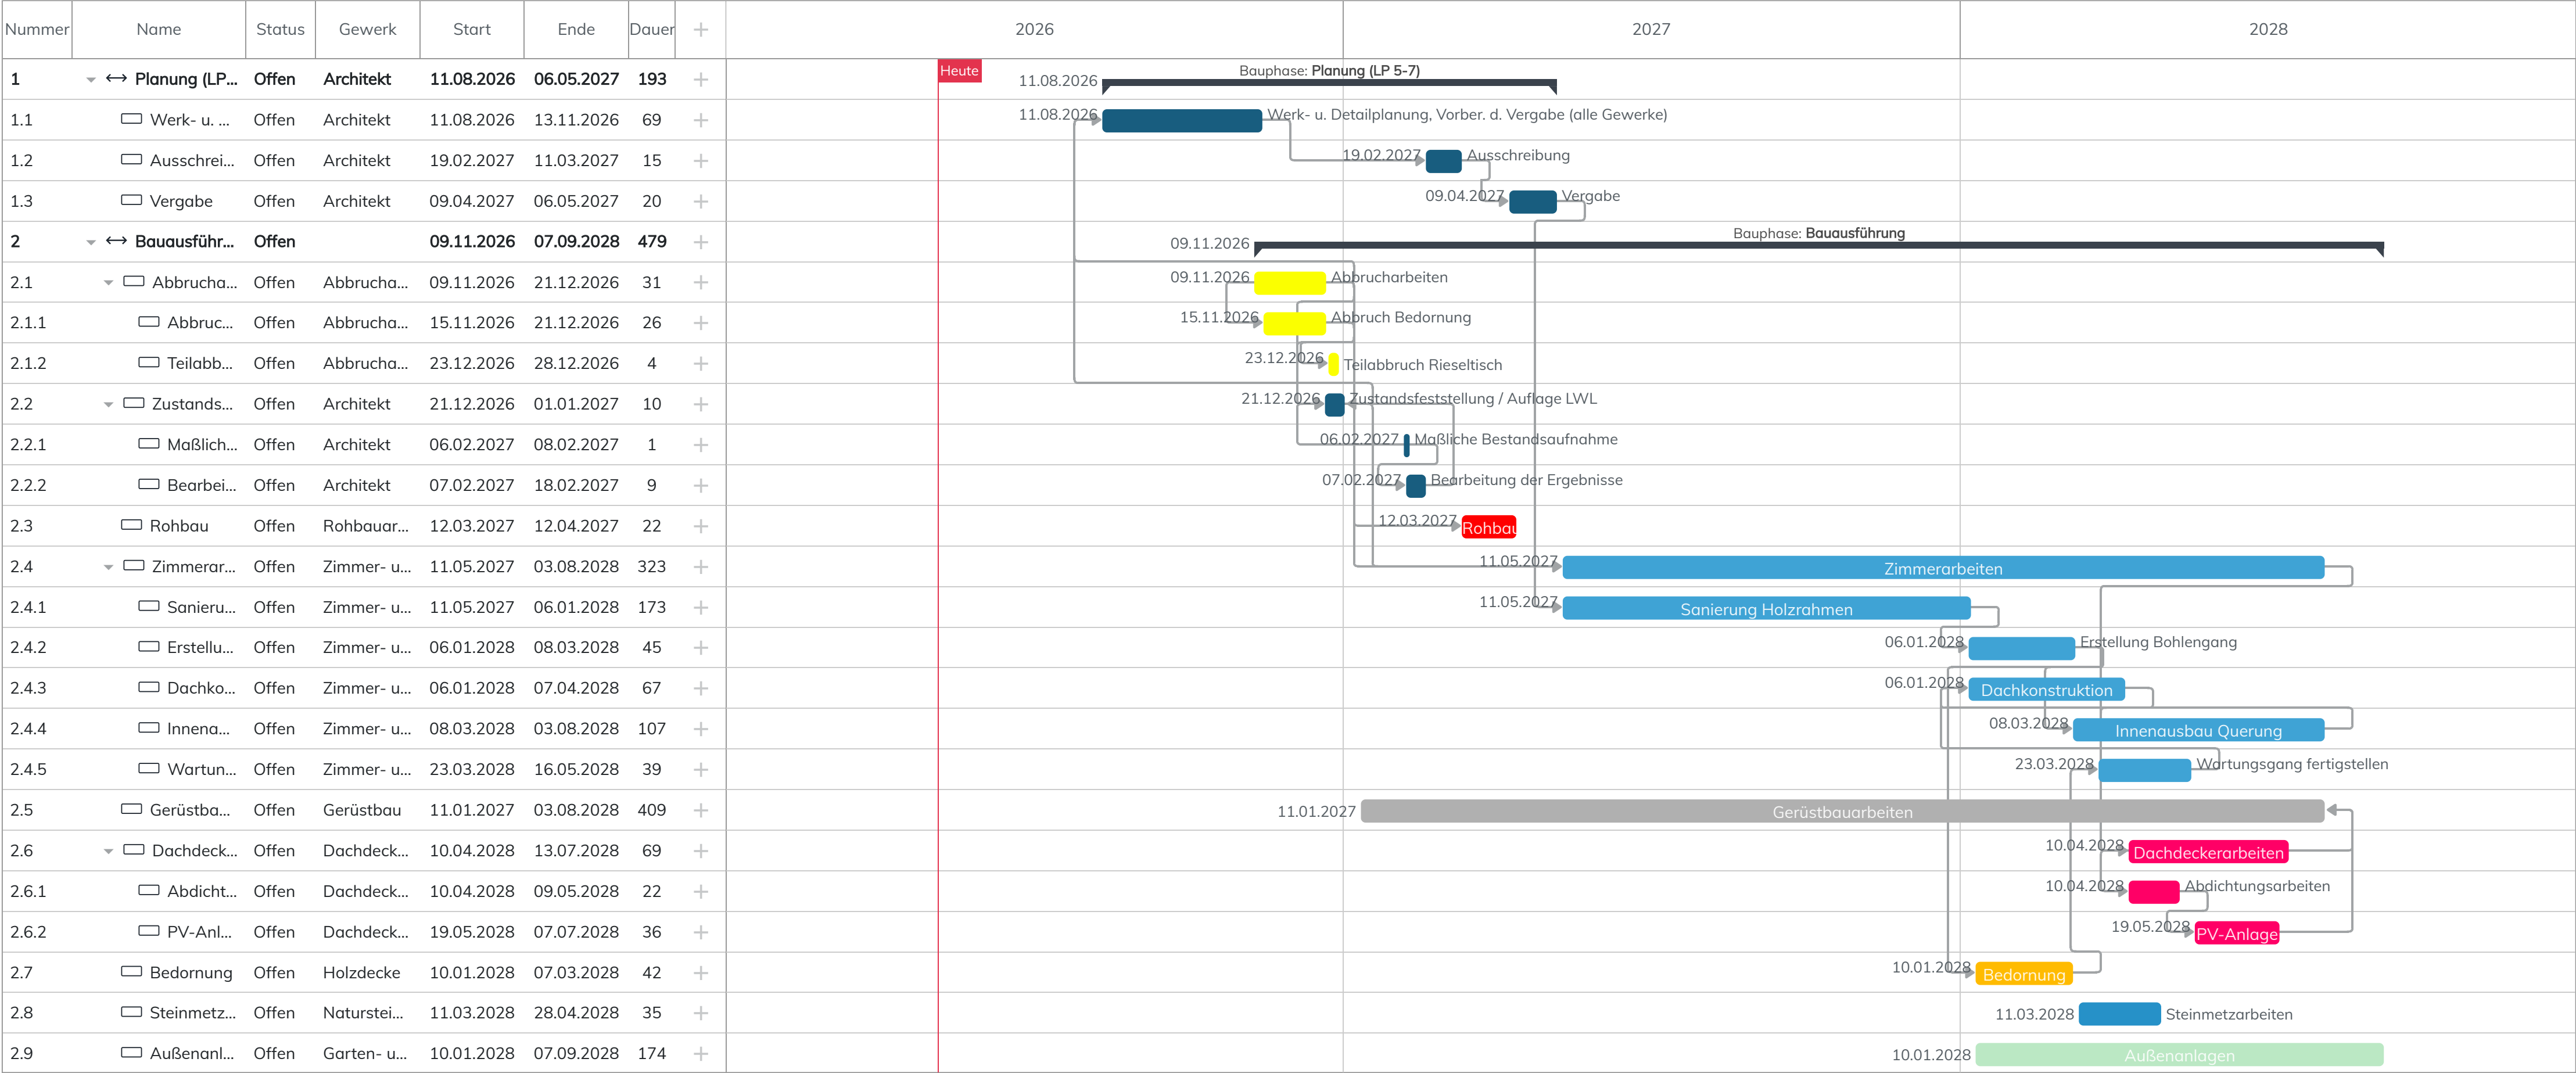 Nummer Name Status Gewerk Start Ende Dauer + 2026 2027 2028
Heute
1 Planung (LP... Offen Architekt 11.08.2026 06.05.2027 193 + 11.08.2026 Bauphase: Planung (LP 5-7)
1.1 Werk- u. ... Offen Architekt 11.08.2026 13.11.2026 69 + 11.08.2026 Werk- u. Detailplanung, Vorber. d. Vergabe (alle Gewerke)
1.2 Ausschrei... Offen Architekt 19.02.2027 11.03.2027 15 + 19.02.2027 Ausschreibung
1.3 Vergabe Offen Architekt 09.04.2027 06.05.2027 20 + 09.04.2027 Vergabe
2 Bauausführ... Offen 09.11.2026 07.09.2028 479 + 09.11.2026 Bauphase: Bauausführung
2.1 Abbrucha... Offen Abbrucha... 09.11.2026 21.12.2026 31 + 09.11.2026 Abbrucharbeiten
2.1.1 Abbruc... Offen Abbrucha... 15.11.2026 21.12.2026 26 + 15.11.2026 Abbruch Bedornung
2.1.2 Teilabb... Offen Abbrucha... 23.12.2026 28.12.2026 4 + 23.12.2026 Teilabbruch Rieseltisch
2.2 Zustands... Offen Architekt 21.12.2026 01.01.2027 10 + 21.12.2026 Zustandsfeststellung / Auflage LWL
2.2.1 Maßlich... Offen Architekt 06.02.2027 08.02.2027 1 + 06.02.2027 Maßliche Bestandsaufnahme
2.2.2 Bearbei... Offen Architekt 07.02.2027 18.02.2027 9 + 07.02.2027 Bearbeitung der Ergebnisse
2.3 Rohbau Offen Rohbauar... 12.03.2027 12.04.2027 22 + 12.03.2027 Rohbau
2.4 Zimmerar... Offen Zimmer- u... 11.05.2027 03.08.2028 323 + 11.05.2027 Zimmerarbeiten
2.4.1 Sanieru... Offen Zimmer- u... 11.05.2027 06.01.2028 173 + 11.05.2027 Sanierung Holzrahmen
2.4.2 Erstellu... Offen Zimmer- u... 06.01.2028 08.03.2028 45 + 06.01.2028 Erstellung Bohlengang
2.4.3 Dachko... Offen Zimmer- u... 06.01.2028 07.04.2028 67 + 06.01.2028 Dachkonstruktion
2.4.4 Innena... Offen Zimmer- u... 08.03.2028 03.08.2028 107 + 08.03.2028 Innenausbau Querung
2.4.5 Wartun... Offen Zimmer- u... 23.03.2028 16.05.2028 39 + 23.03.2028 Wartungsgang fertigstellen
2.5 Gerüstba... Offen Gerüstbau 11.01.2027 03.08.2028 409 + 11.01.2027 Gerüstbauarbeiten
2.6 Dachdeck... Offen Dachdeck... 10.04.2028 13.07.2028 69 + 10.04.2028 Dachdeckerarbeiten
2.6.1 Abdicht... Offen Dachdeck... 10.04.2028 09.05.2028 22 + 10.04.2028 Abdichtungsarbeiten
2.6.2 PV-Anl... Offen Dachdeck... 19.05.2028 07.07.2028 36 + 19.05.2028 PV-Anlage
2.7 Bedornung Offen Holzdecke 10.01.2028 07.03.2028 42 + 10.01.2028 Bedornung
2.8 Steinmetz... Offen Naturstei... 11.03.2028 28.04.2028 35 + 11.03.2028 Steinmetzarbeiten
2.9 Außenanl... Offen Garten- u... 10.01.2028 07.09.2028 174 + 10.01.2028 Außenanlagen